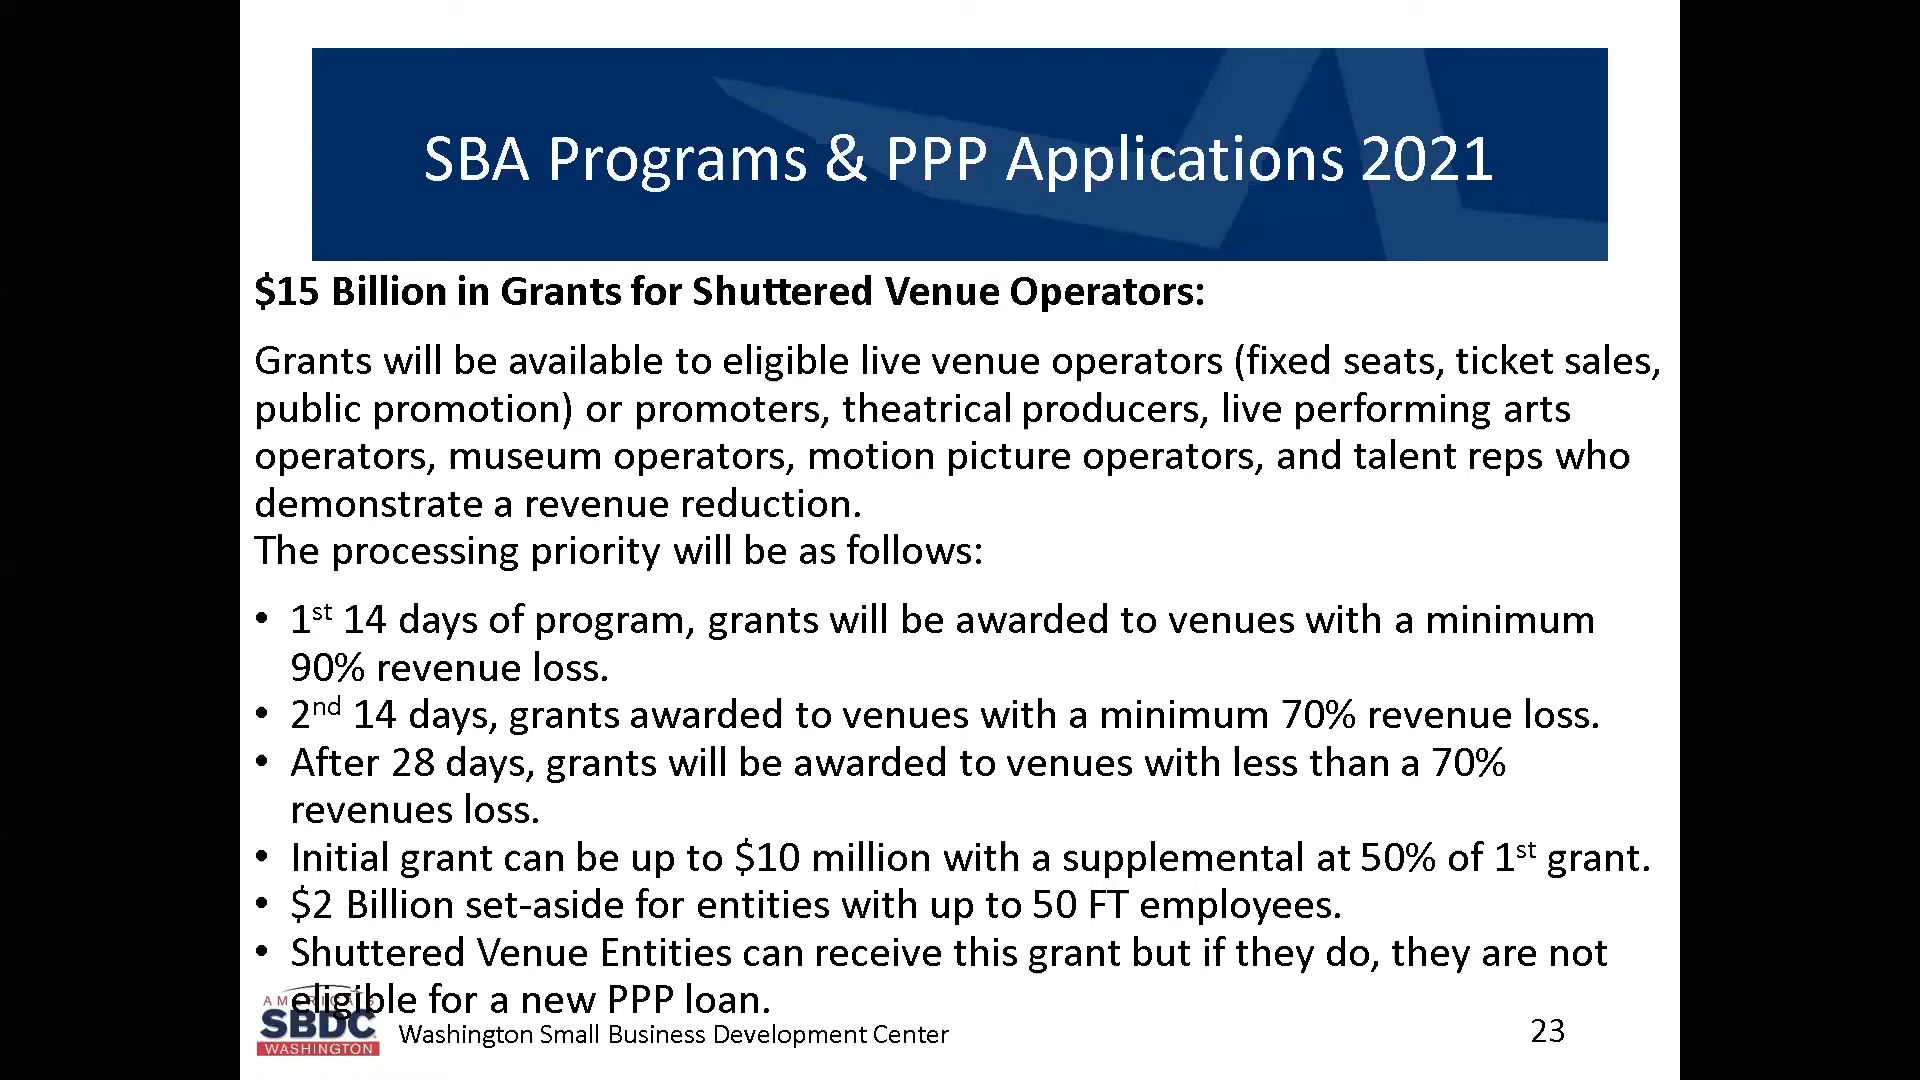 SBA Programs & PPP Applications 2021
$15 Billion in Grants for Shuttered Venue Operators:
Grants will be available to eligible live venue operators (fixed seats, ticket sales,
public promotion) or promoters, theatrical producers, live performing arts
operators, museum operators, motion picture operators, and talent reps who
demonstrate a revenue reduction.
The processing priority will be as follows:
• 1st 14 days of program, grants will be awarded to venues with a minimum
90% revenue loss.
• 2nd 14 days, grants awarded to venues with a minimum 70% revenue loss.
• After 28 days, grants will be awarded to venues with less than a 70%
revenues loss.
• Initial grant can be up to $10 million with a supplemental at 50% of 1st grant.
• $2 Billion set-aside for entities with up to 50 FT employees.
• Shuttered Venue Entities can receive this grant but if they do, they are not
eligible for a new PPP loan.
AMERICA'S
SBDC
WASHINGTON
Washington Small Business Development Center
23